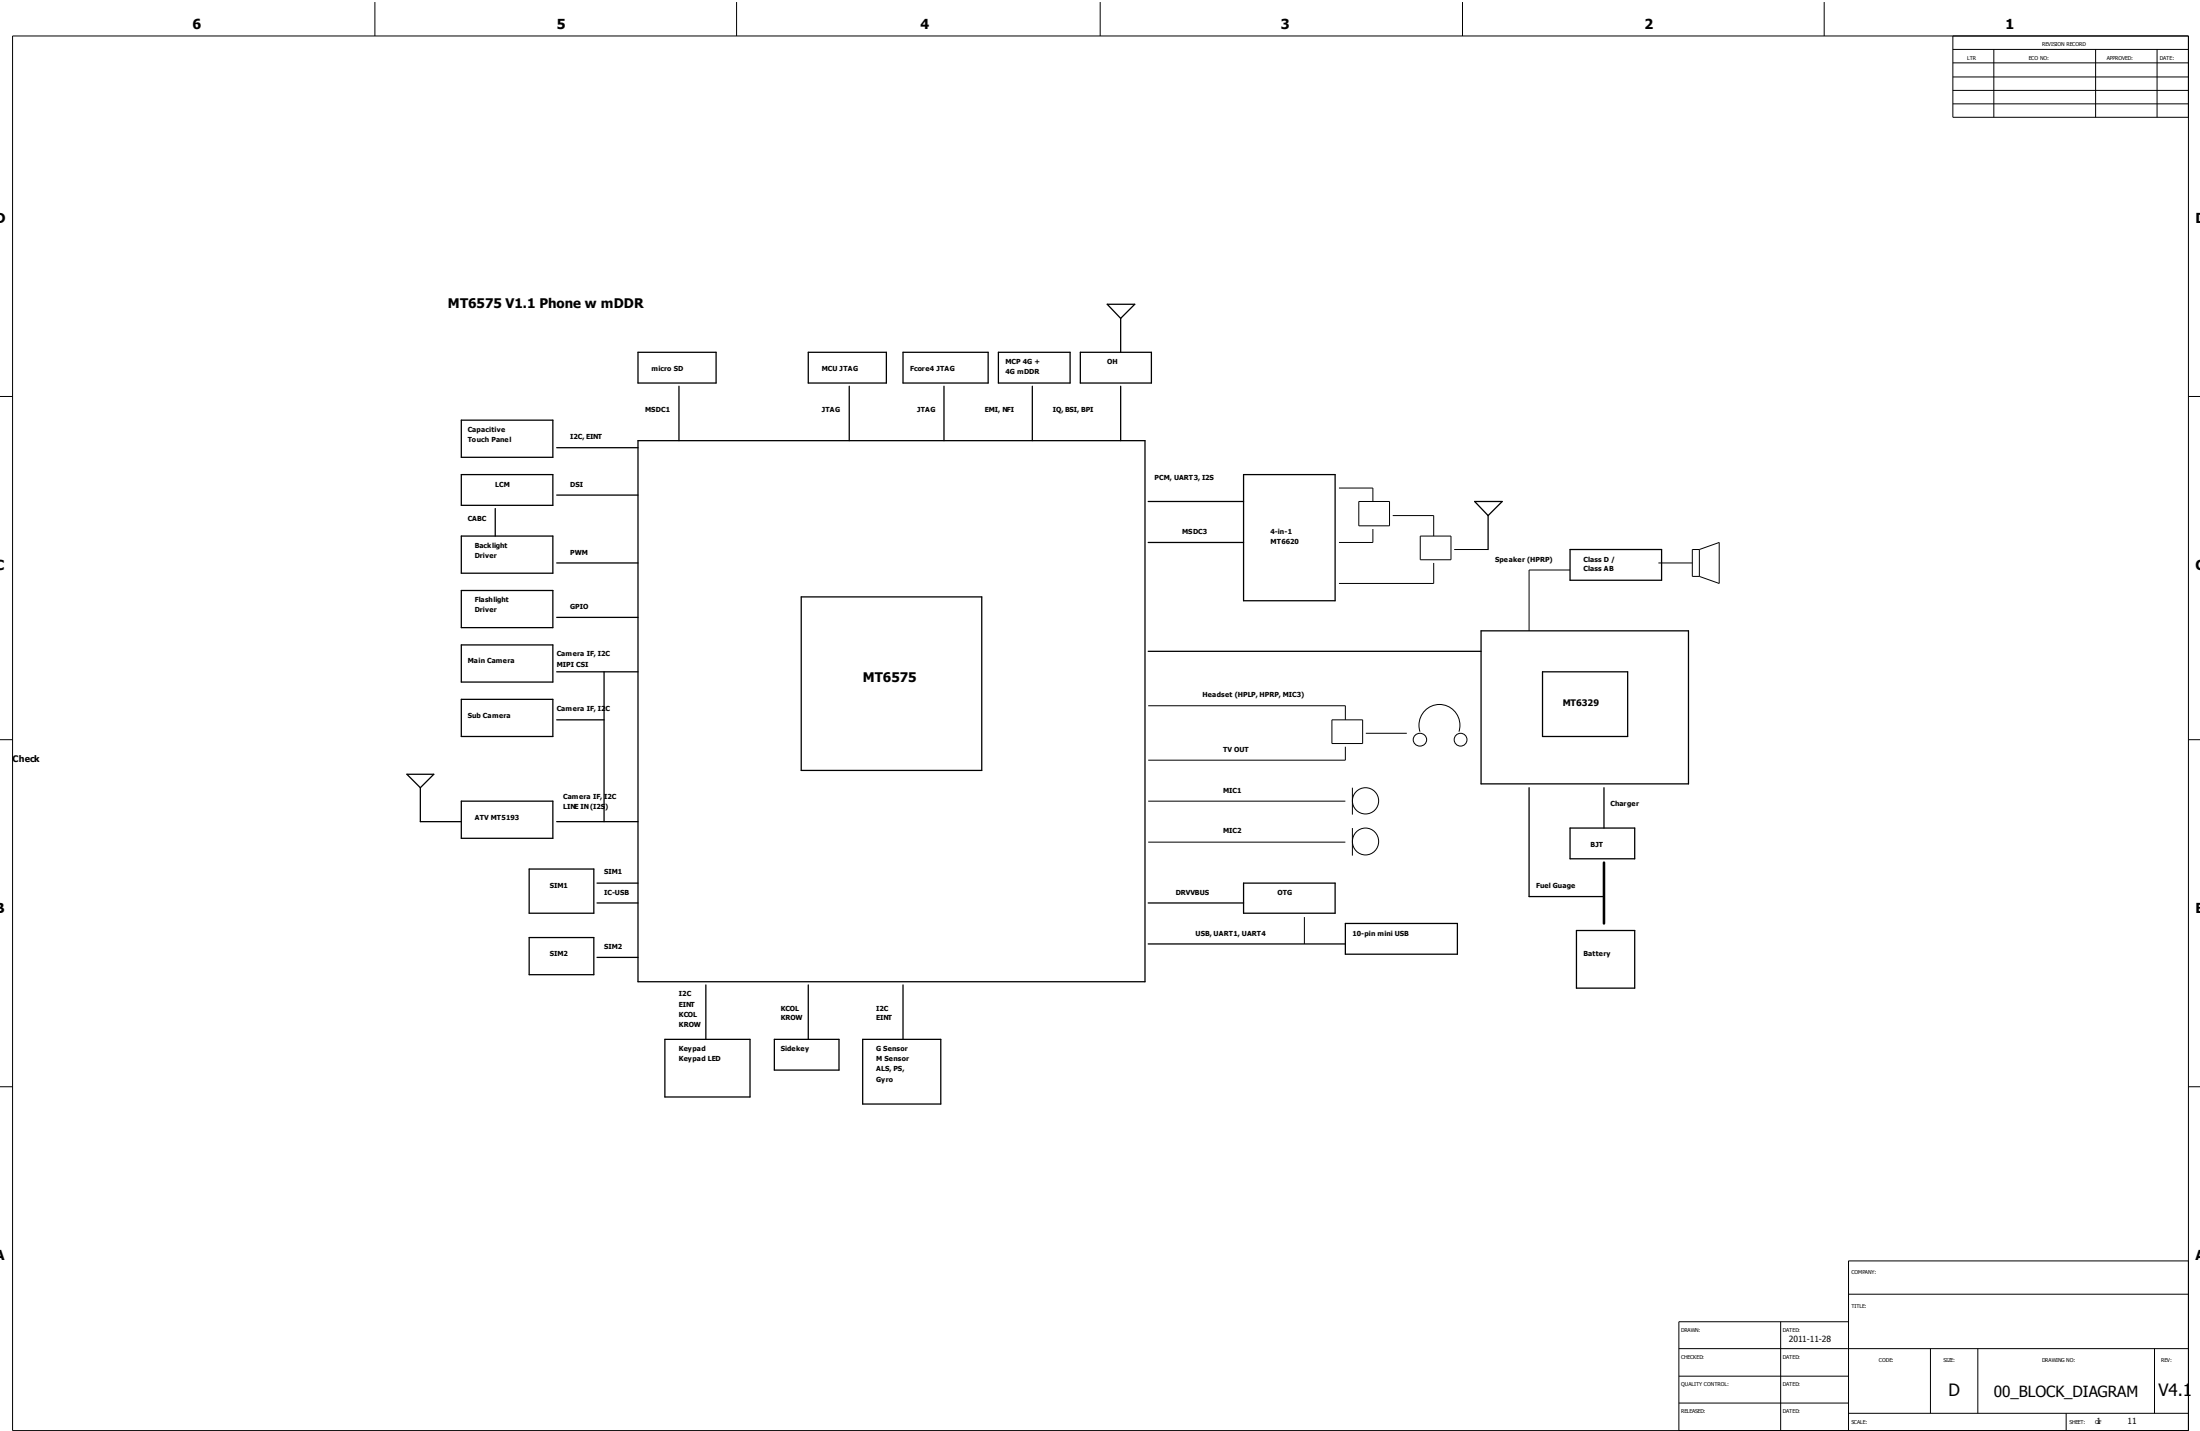 6 5 4 3 2 1
REVISION RECORD
LTR ECO NO: APPROVED: DATE:
MT6575 V1.1 Phone w mDDR
micro SD
MCU JTAG
Fcore4 JTAG
MCP 4G +
4G mDDR
OH
MSDC1
JTAG
JTAG
EMI, NFI
IQ, BSI, BPI
Capacitive
Touch Panel
I2C, EINT
LCM
DSI
CABC
Backlight
Driver
PWM
Flashlight
Driver
GPIO
Main Camera
Camera IF, I2C
MIPI CSI
Sub Camera
Camera IF, I2C
Check
Camera IF, I2C
LINE IN (I2S)
ATV MT5193
SIM1
SIM1
IC-USB
SIM2
SIM2
MT6575
PCM, UART3, I2S
MSDC3
4-in-1
MT6620
Speaker (HPRP)
Class D /
Class AB
MT6329
Headset (HPLP, HPRP, MIC3)
TV OUT
MIC1
MIC2
Charger
BJT
Fuel Guage
Battery
DRVVBUS
OTG
USB, UART1, UART4
10-pin mini USB
I2C
EINT
KCOL
KROW
KCOL
KROW
I2C
EINT
Keypad
Keypad LED
Sidekey
G Sensor
M Sensor
ALS, PS,
Gyro
COMPANY:
TITLE:
DRAWN:
DATED:
2011-11-28
CHECKED:
DATED:
QUALITY CONTROL:
DATED:
RELEASED:
DATED:
CODE:
SIZE:
D
DRAWING NO:
00_BLOCK_DIAGRAM
REV:
V4.1
SCALE:
SHEET: 11